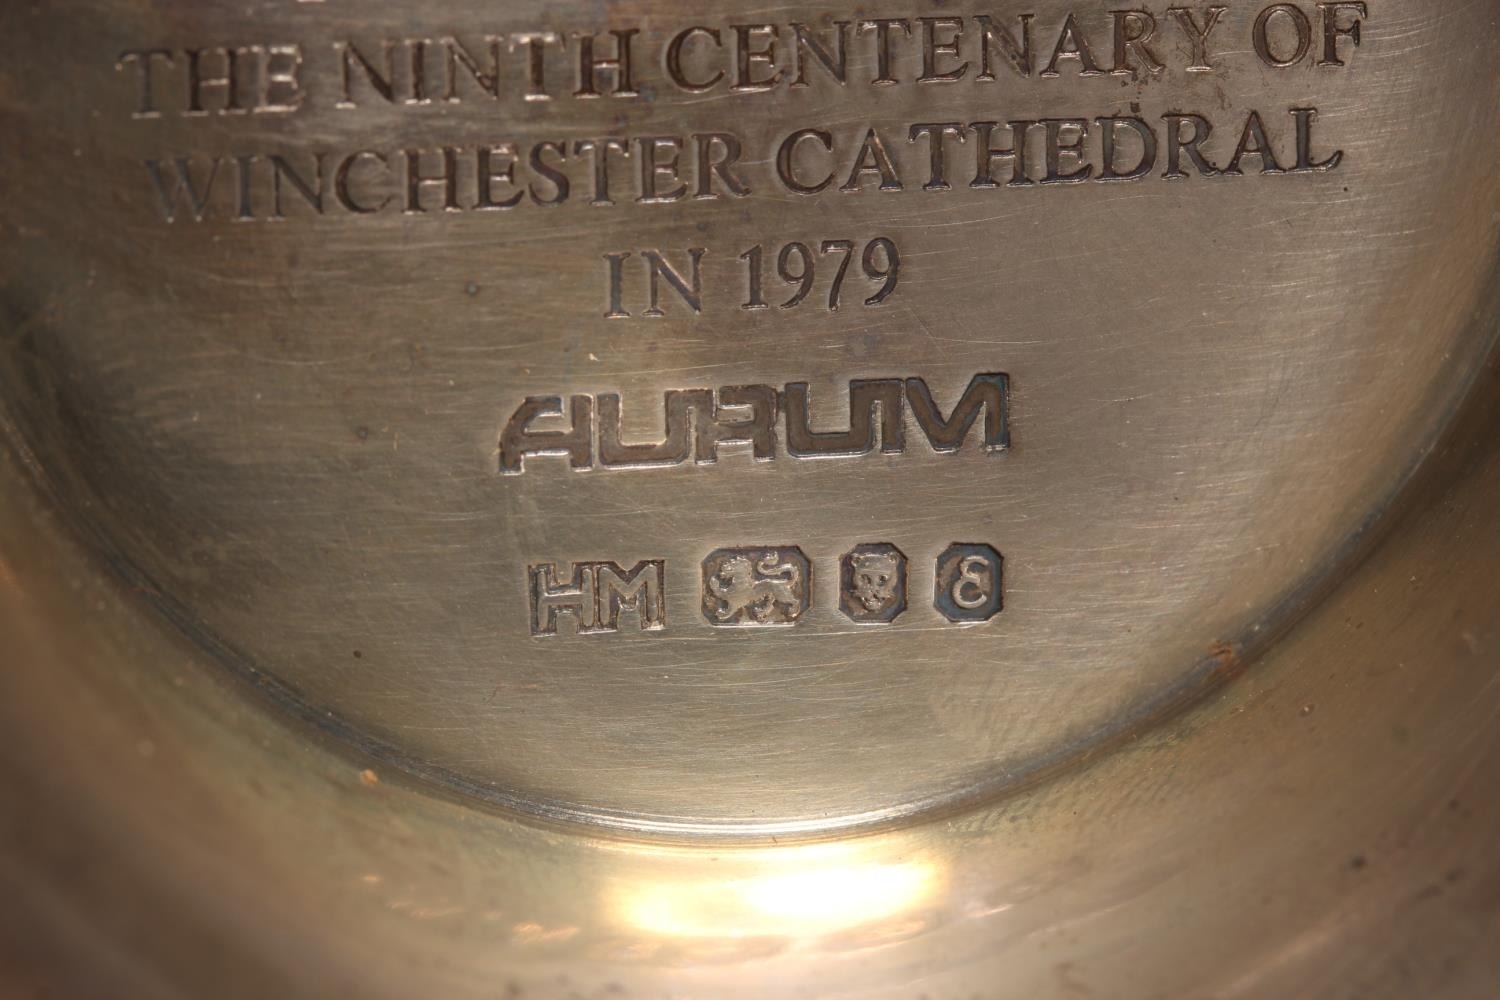 THE NINTH CENTENARY OF
WINCHESTER CATHEDRAL
IN 1979
AURUM
HM ε